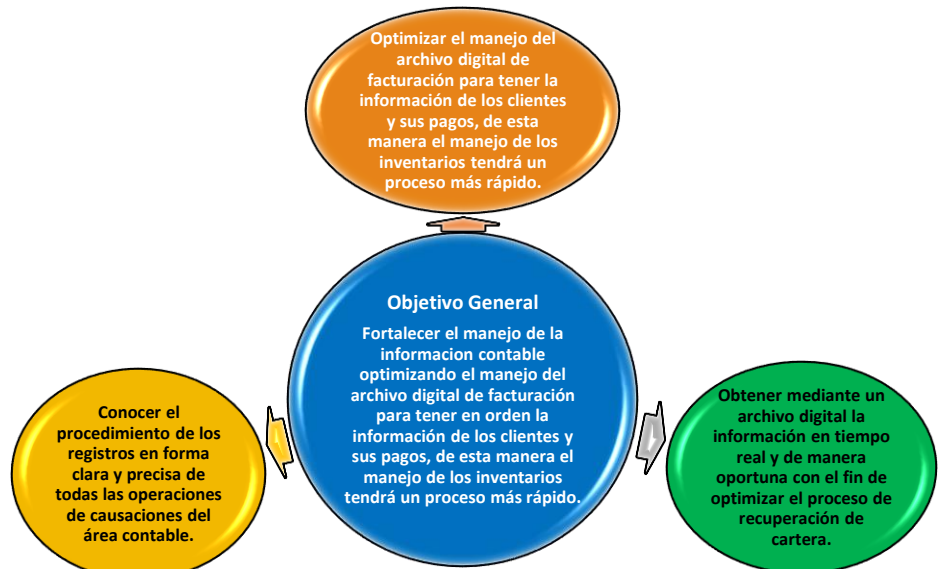 Optimizar el manejo del
archivo digital de
facturación para tener la
información de los clientes
y sus pagos, de esta
manera el manejo de los
inventarios tendrá un
proceso más rápido.
Objetivo General
Fortalecer el manejo de la
informacion contable
optimizando el manejo del
archivo digital de facturación
para tener en orden la
información de los clientes y
sus pagos, de esta manera el
manejo de los inventarios
tendrá un proceso más rápido.
Conocer el
procedimiento de los
registros en forma
clara y precisa de
todas las operaciones
de causaciones del
área contable.
Obtener mediante un
archivo digital la
información en tiempo
real y de manera
oportuna con el fin de
optimizar el proceso de
recuperación de
cartera.